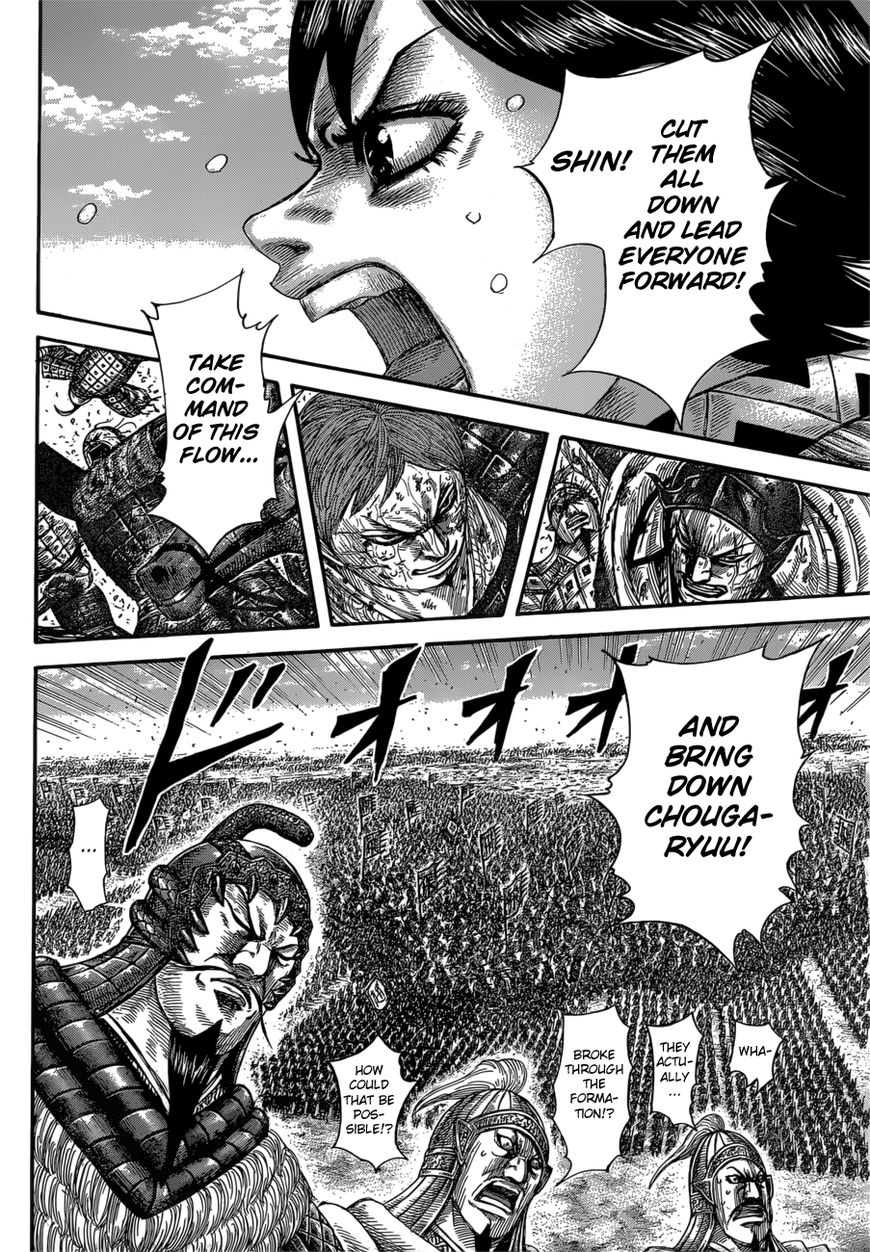 SHIN!
CUT
THEM
ALL
DOWN
AND LEAD
EVERYONE
FORWARD!
TAKE
COM-
MAND
OF THIS
FLOW...
AND
BRING
DOWN
CHOUGA-
RYUU!
ドオオオオオ
WHA-
THEY
ACTU-
ALLY
...
BROKE
THROUGH
THE
FORMA-
TION!?
HOW
COULD
THAT BE
POS-
SIBLE!?
...